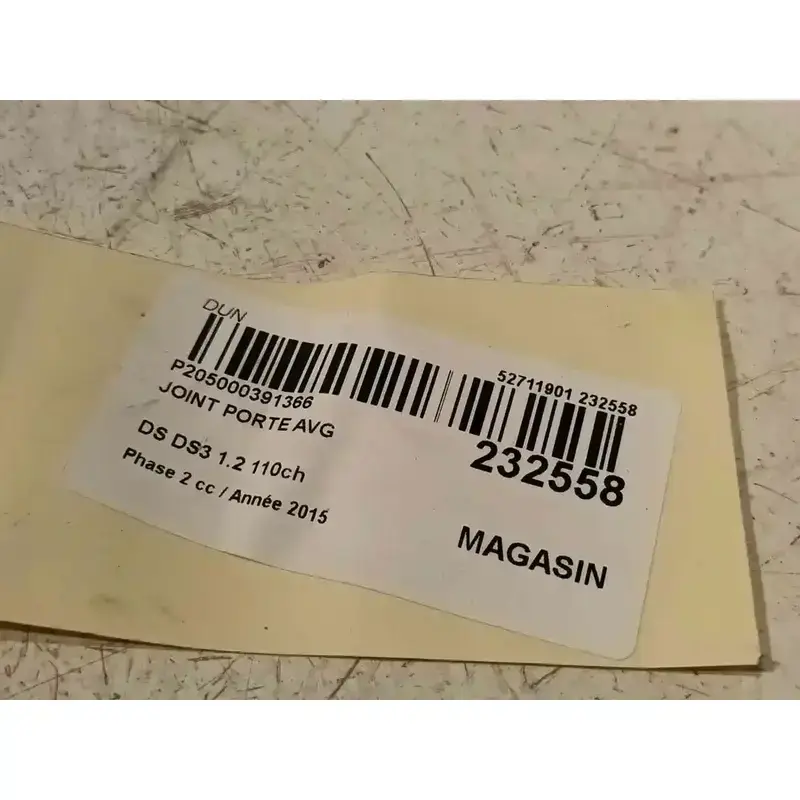 DUN
52711901 232558
P205000391366
232558
JOINT PORTE AVG
DS DS3 1.2 110ch
Phase 2 cc / Année 2015
MAGASIN